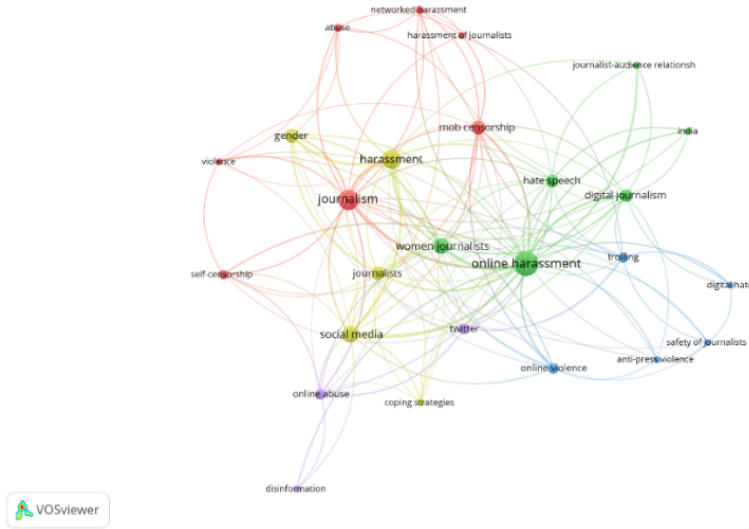 networked harassment
abuse
harassment of journalists
journalist-audience relationsh
mob censorship
india
gender
harassment
violence
hate speech
digital journalism
journalism
women journalists
online harassment
trolling
journalists
self-censorship
digital hate
social media
twitter
safety of journalists
anti-press violence
online violence
online abuse
coping strategies
disinformation
VOSviewer